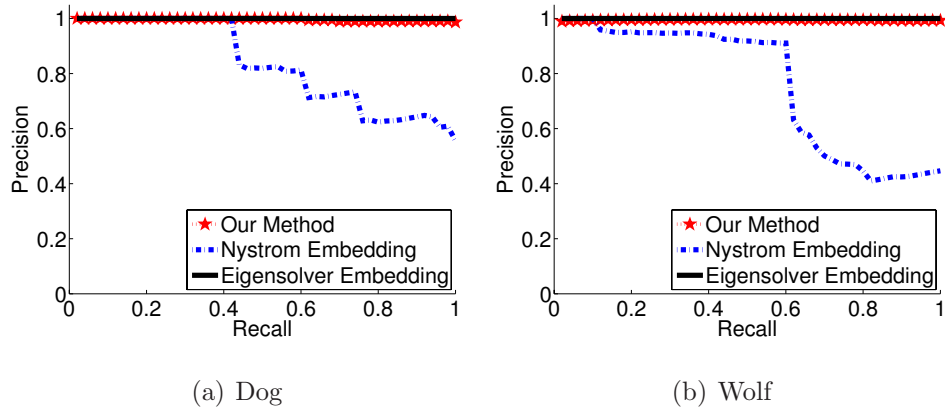 1
0.8
0.6
0.4
0.2
0
Precision
Our Method
Nystrom Embedding
Eigensolver Embedding
0 0.2 0.4 0.6 0.8 1
Recall
(a) Dog
1
0.8
0.6
0.4
0.2
0
Precision
Our Method
Nystrom Embedding
Eigensolver Embedding
0 0.2 0.4 0.6 0.8 1
Recall
(b) Wolf